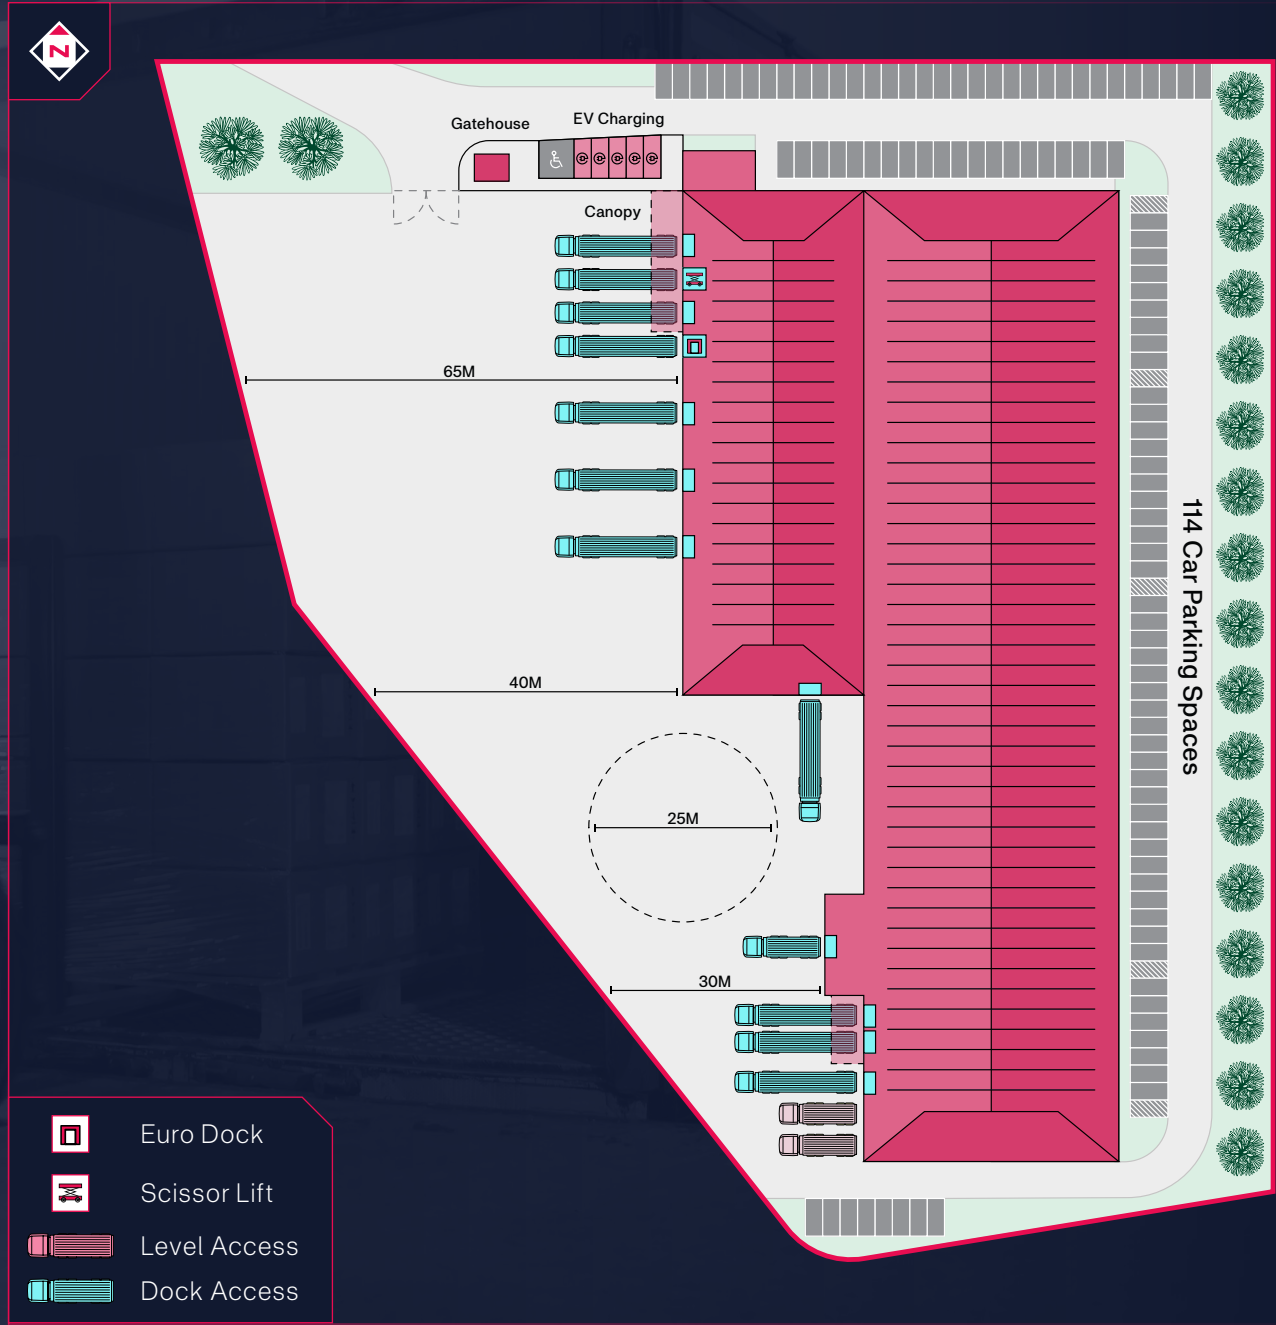 N
Gatehouse
EV Charging
Canopy
65M
40M
25M
30M
114 Car Parking Spaces
Euro Dock
Scissor Lift
Level Access
Dock Access